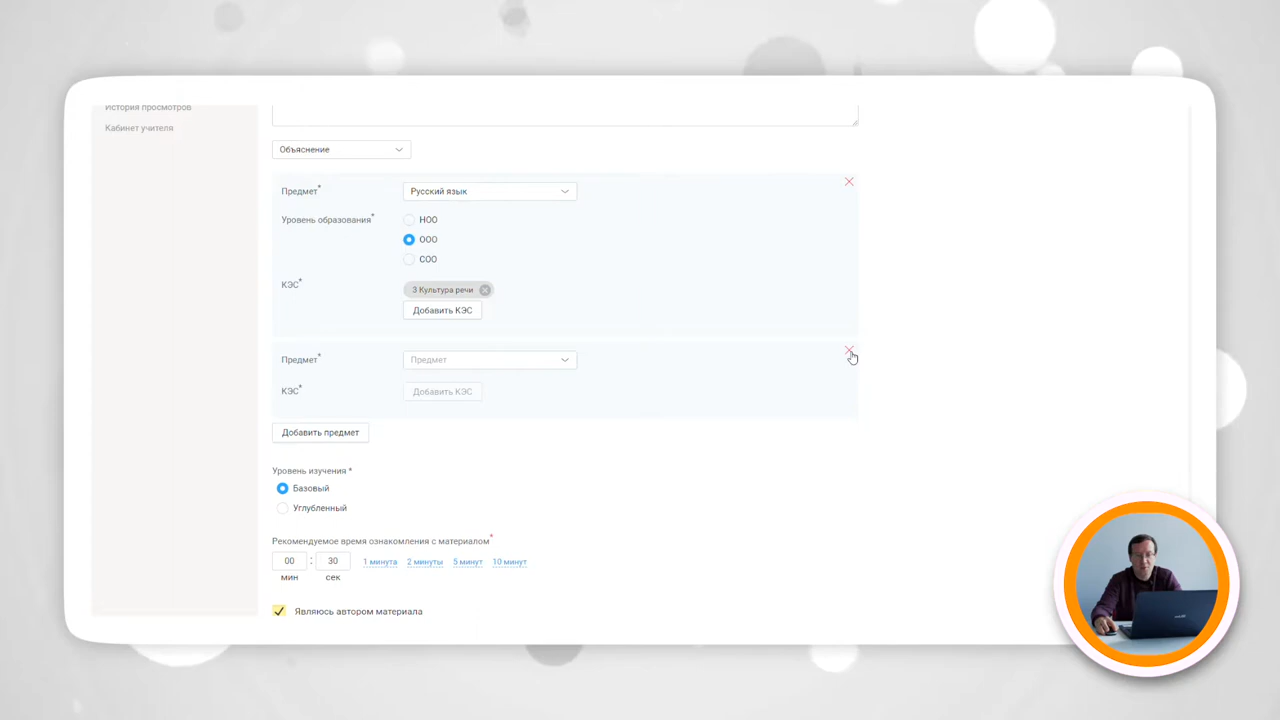 История просмотров
Кабинет учителя
Объяснение
Предмет* Русский язык
Уровень образования* НОО
ООО
СОО
КЭС* 3 Культура речи
Добавить КЭС
Предмет* Предмет
КЭС* Добавить КЭС
Добавить предмет
Уровень изучения *
Базовый
Углубленный
Рекомендуемое время ознакомления с материалом*
00 : 30 1 минута 2 минуты 5 минут 10 минут
мин сек
Являюсь автором материала